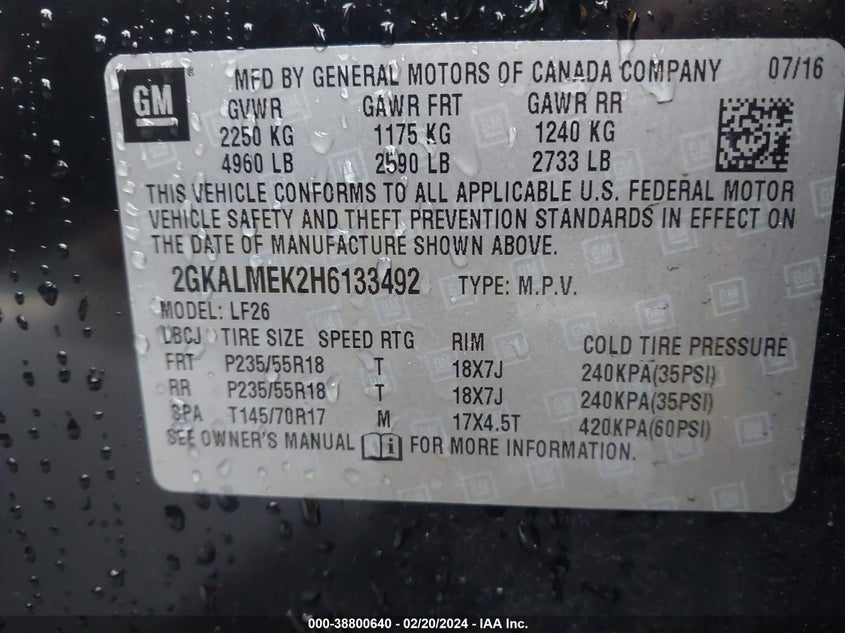 GM ® MFD BY GENERAL MOTORS OF CANADA COMPANY 07/16
GVWR GAWR FRT GAWR RR
2250 KG 1175 KG 1240 KG
4960 LB 2590 LB 2733 LB
THIS VEHICLE CONFORMS TO ALL APPLICABLE U.S. FEDERAL MOTOR
VEHICLE SAFETY AND THEFT PREVENTION STANDARDS IN EFFECT ON
THE DATE OF MANUFACTURE SHOWN ABOVE.
2GKALMEK2H6133492 TYPE: M.P.V.
MODEL: LF26
LBCJ TIRE SIZE SPEED RTG RIM COLD TIRE PRESSURE
FRT P235/55R18 T 18X7J 240KPA(35PSI)
RR P235/55R18 T 18X7J 240KPA(35PSI)
SPA T145/70R17 M 17X4.5T 420KPA(60PSI)
SEE OWNER'S MANUAL i FOR MORE INFORMATION.
000-38800640 - 02/20/2024 - IAA Inc.